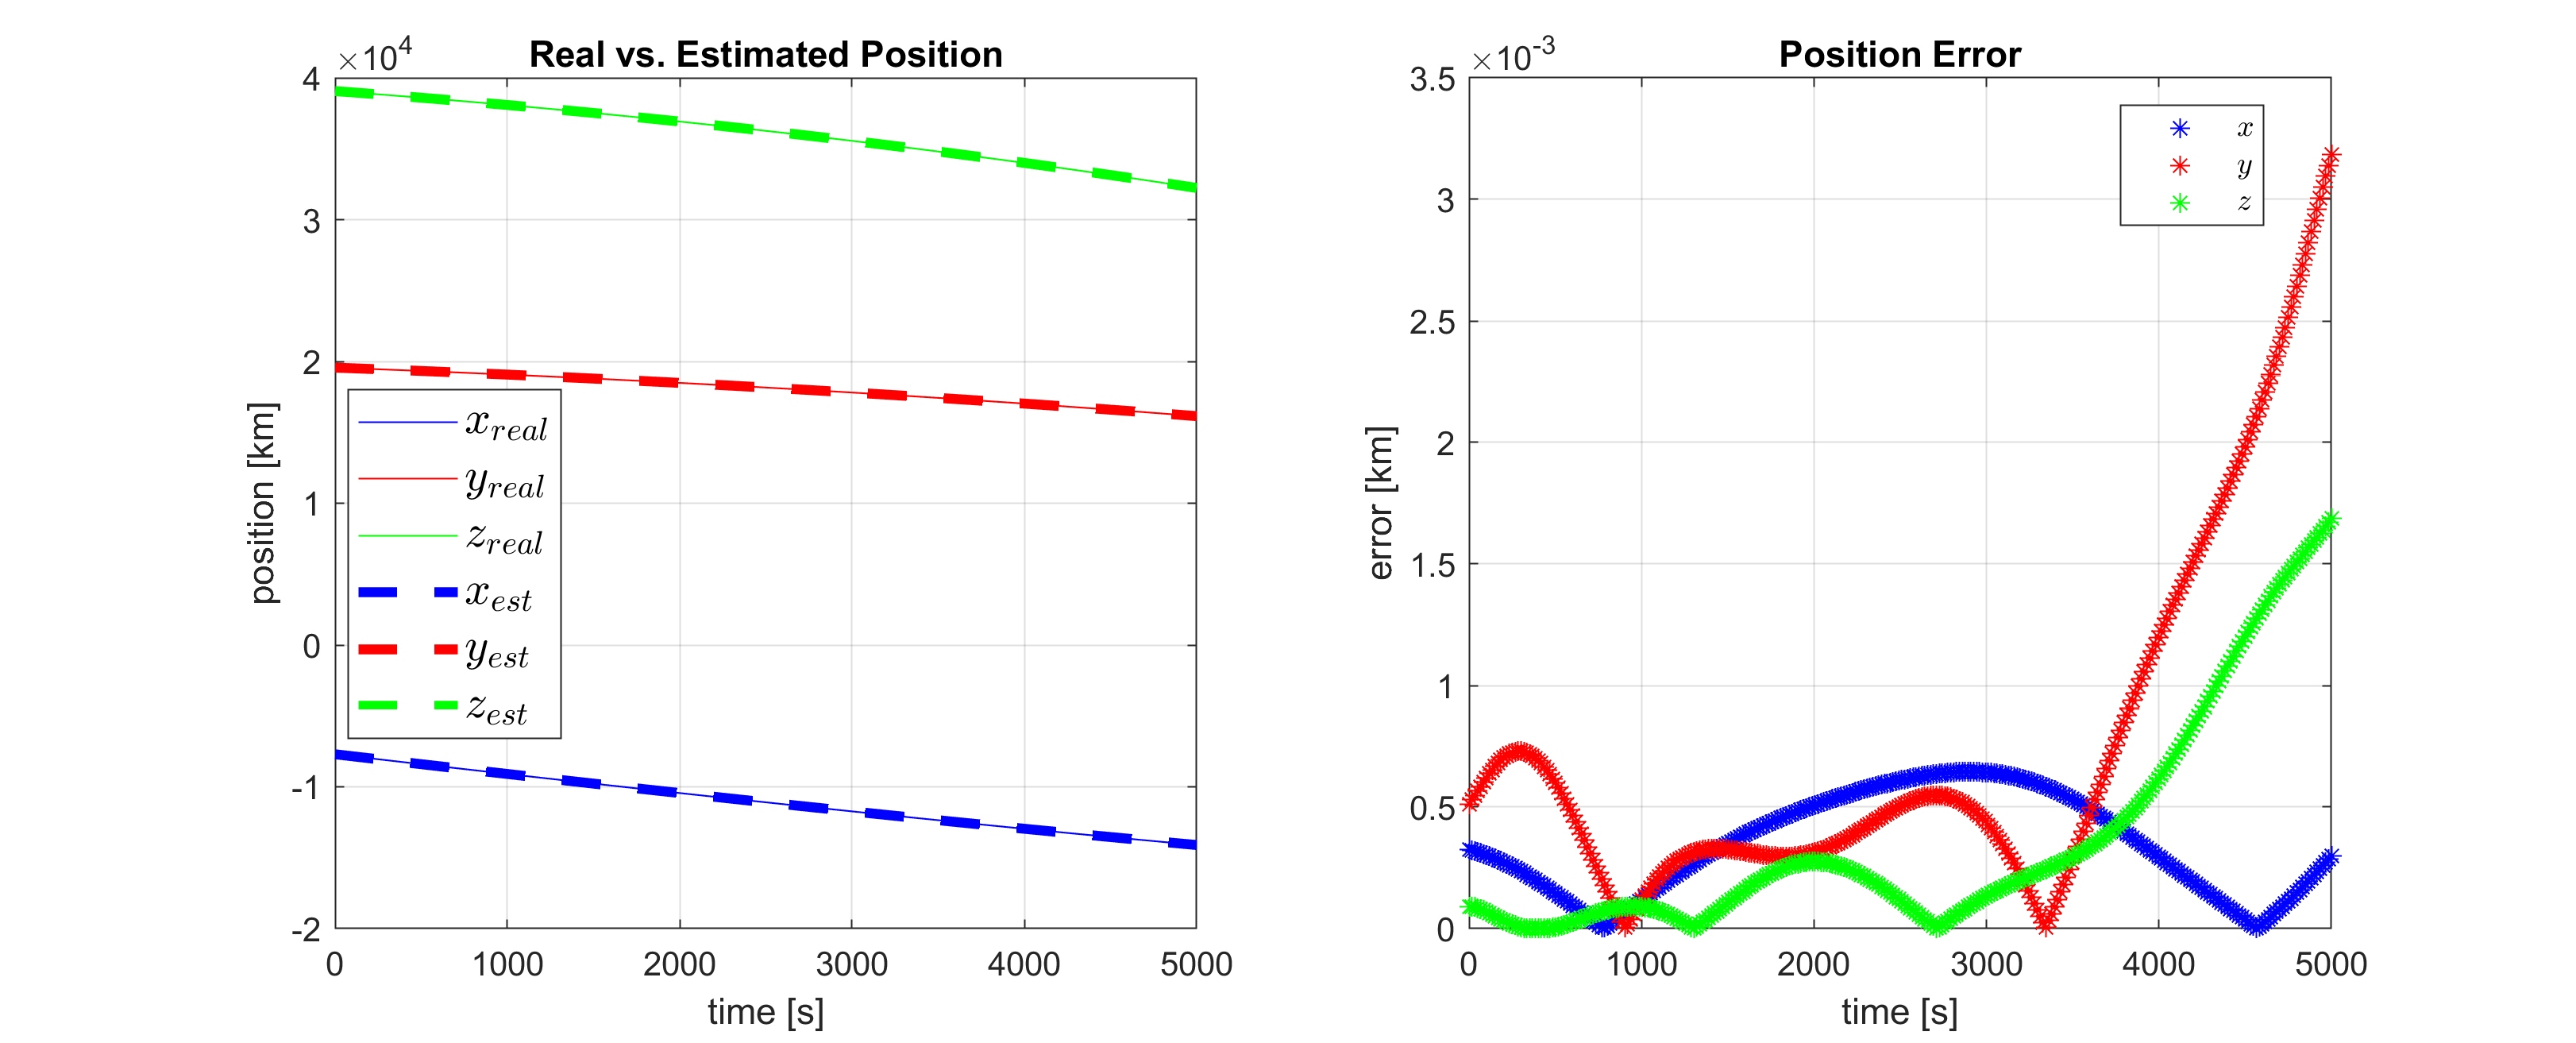 Real vs. Estimated Position
×10⁴
4
3
2
1
0
-1
-2
position [km]
x_real
y_real
z_real
x_est
y_est
z_est
0 1000 2000 3000 4000 5000
time [s]
Position Error
×10⁻³
3.5
3
2.5
2
1.5
1
0.5
0
error [km]
x
y
z
0 1000 2000 3000 4000 5000
time [s]